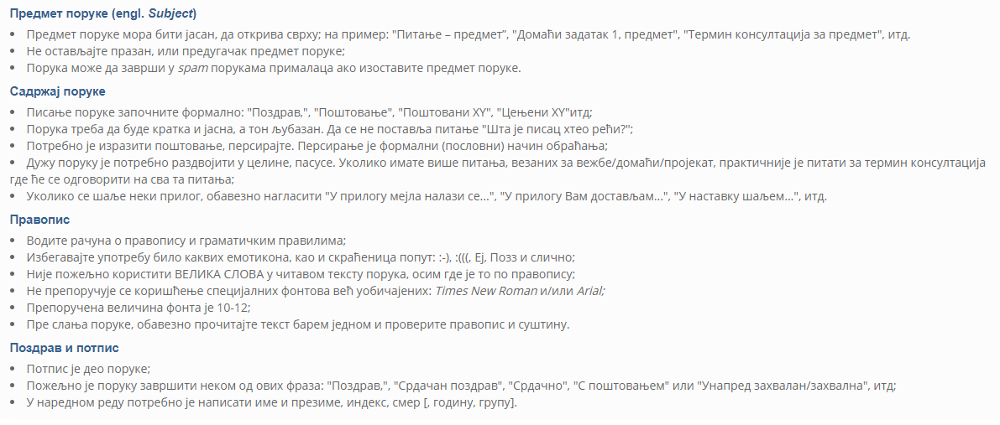 Предмет поруке (engl. Subject)
• Предмет поруке мора бити јасан, да открива сврху; на пример: "Питање – предмет”, "Домаћи задатак 1, предмет", "Термин консултација за предмет", итд.
• Не остављајте празан, или предугачак предмет поруке;
• Порука може да заврши у spam порукама прималаца ако изоставите предмет поруке.
Садржај поруке
• Писање поруке започните формално: "Поздрав,", "Поштовање", "Поштовани XY", "Цењени XY"итд;
• Порука треба да буде кратка и јасна, а тон љубазан. Да се не поставља питање "Шта је писац хтео рећи?";
• Потребно је изразити поштовање, персирајте. Персирање је формални (пословни) начин обраћања;
• Дужу поруку је потребно раздвојити у целине, пасусе. Уколико имате више питања, везаних за вежбе/домаћи/пројекат, практичније је питати за термин консултација
где ће се одговорити на сва та питања;
• Уколико се шаље неки прилог, обавезно нагласити "У прилогу мејла налази се...", "У прилогу Вам достављам...", "У наставку шаљем...", итд.
Правопис
• Водите рачуна о правопису и граматичким правилима;
• Избегавајте употребу било каквих емотикона, као и скраћеница попут: :-), :(((, Еј, Позз и слично;
• Није пожељно користити ВЕЛИКА СЛОВА у читавом тексту порука, осим где је то по правопису;
• Не препоручује се коришћење специјалних фонтова већ уобичајених: Times New Roman и/или Arial;
• Препоручена величина фонта је 10-12;
• Пре слања поруке, обавезно прочитајте текст барем једном и проверите правопис и суштину.
Поздрав и потпис
• Потпис је део поруке;
• Пожељно је поруку завршити неком од ових фраза: "Поздрав,", "Срдачан поздрав", "Срдачно", "С поштовањем" или "Унапред захвалан/захвална", итд;
• У наредном реду потребно је написати име и презиме, индекс, смер [, годину, групу].